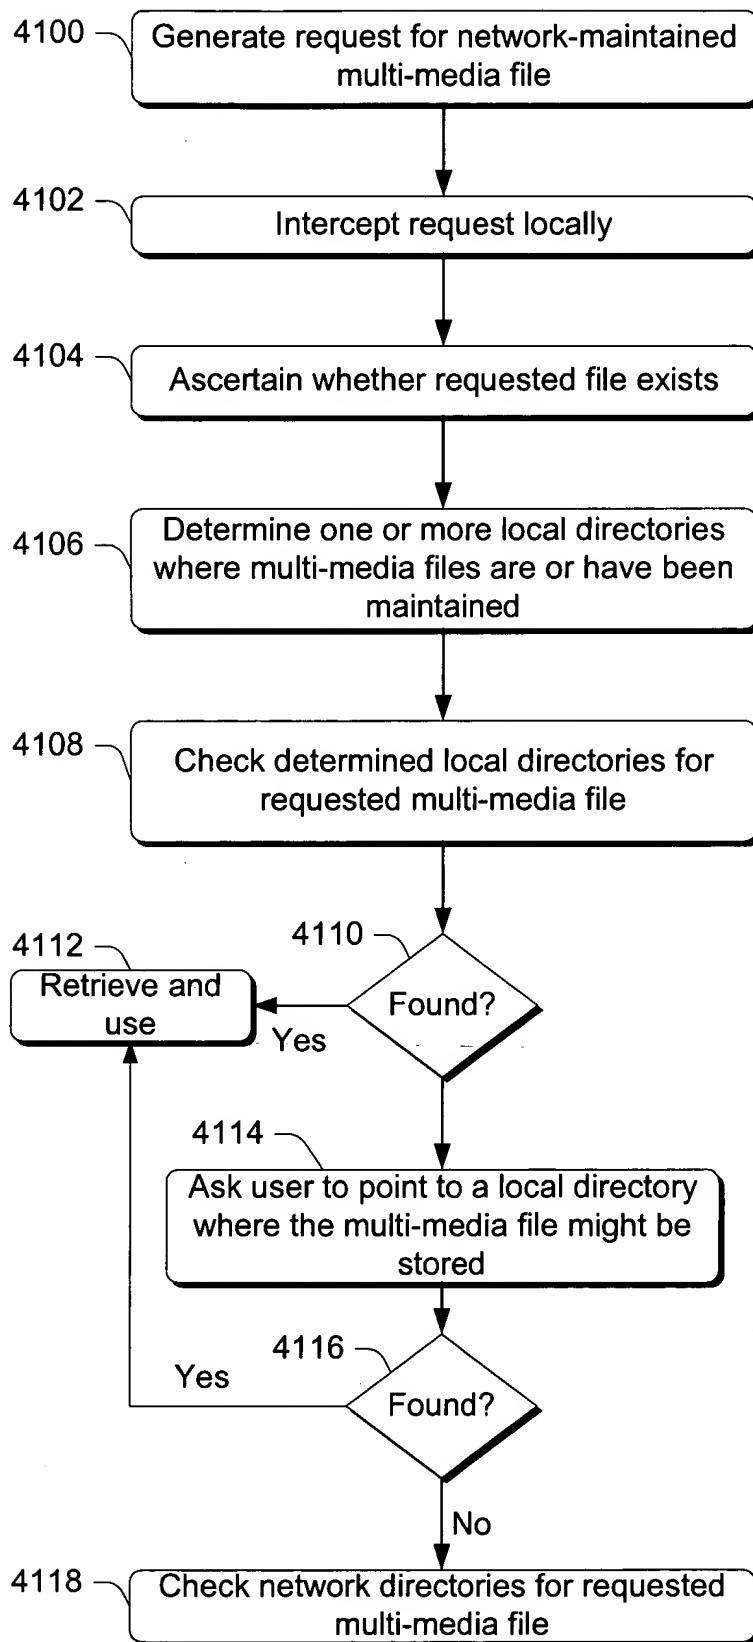 4100
Generate request for network-maintained
multi-media file
4102
Intercept request locally
4104
Ascertain whether requested file exists
4106
Determine one or more local directories
where multi-media files are or have been
maintained
4108
Check determined local directories for
requested multi-media file
4110
Found?
4112
Retrieve and
use
Yes
4114
Ask user to point to a local directory
where the multi-media file might be
stored
4116
Found?
Yes
No
4118
Check network directories for requested
multi-media file